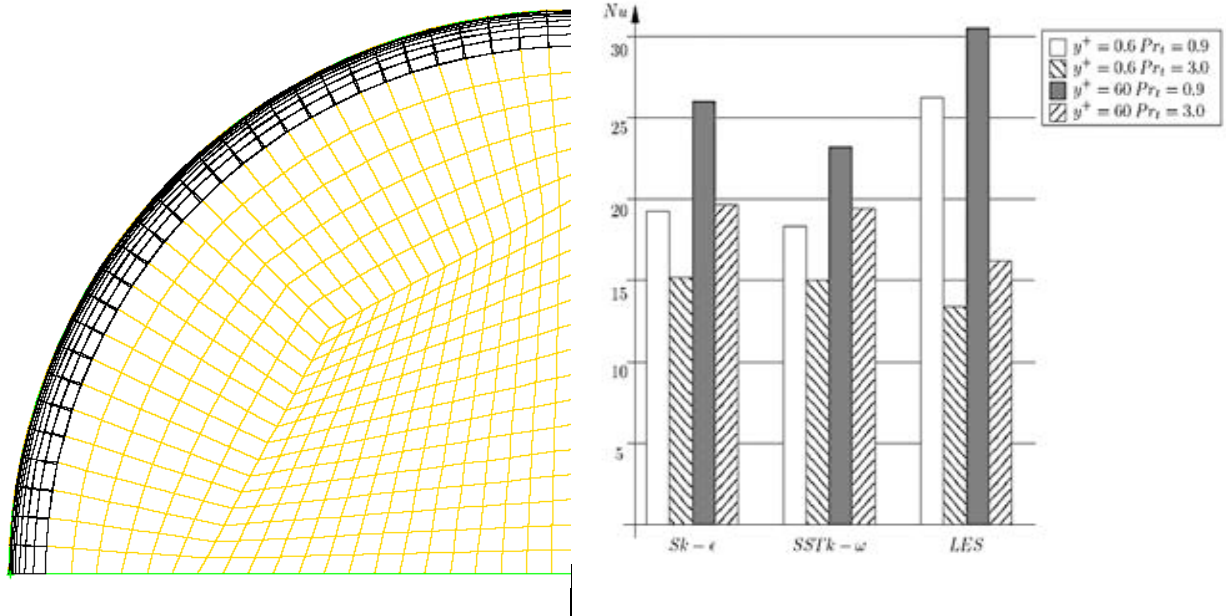 Nu
30
25
20
15
10
5
Sk − ϵ
SSTk − ω
LES
y⁺ = 0.6 Prₜ = 0.9
y⁺ = 0.6 Prₜ = 3.0
y⁺ = 60 Prₜ = 0.9
y⁺ = 60 Prₜ = 3.0